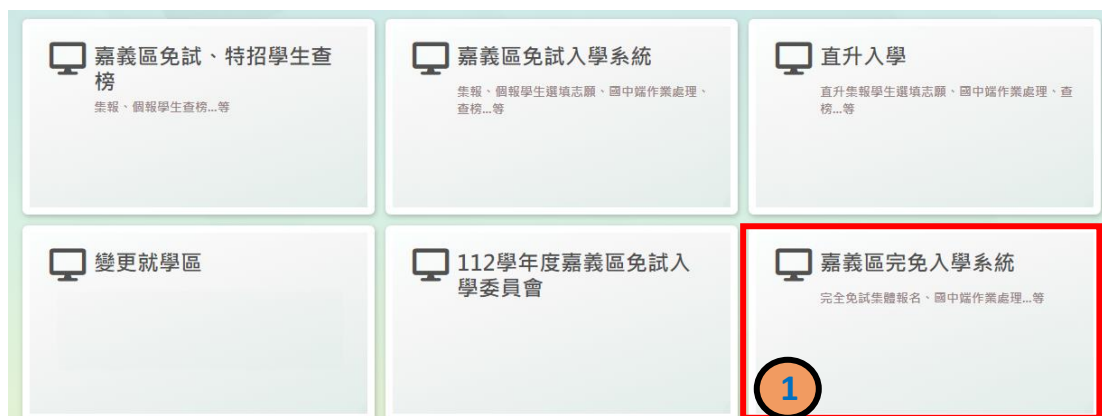 嘉義區免試、特招學生查
榜
集報、個報學生查榜...等
嘉義區免試入學系統
集報、個報學生選填志願、國中端作業處理、
查榜...等
直升入學
直升集報學生選填志願、國中端作業處理、查
榜...等
變更就學區
112學年度嘉義區免試入
學委員會
嘉義區完免入學系統
完全免試集體報名、國中端作業處理...等
1